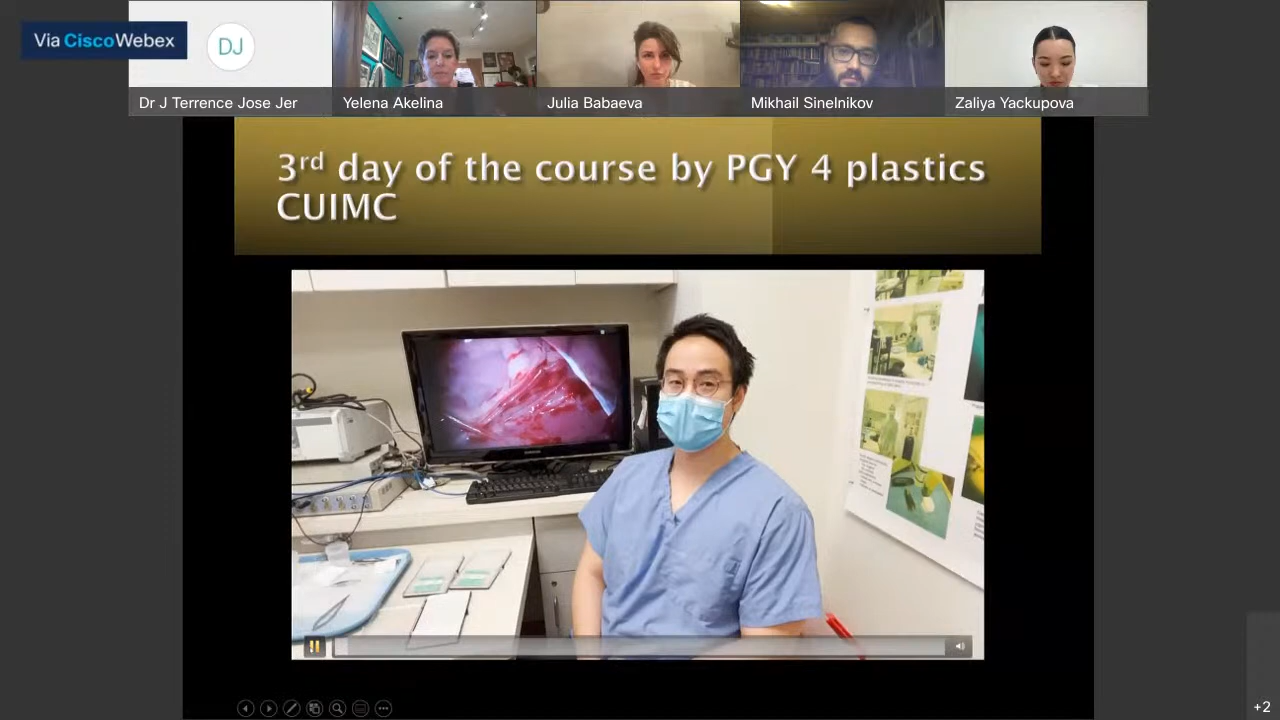 Via CiscoWebex
DJ
Dr J Terrence Jose Jer
Yelena Akelina
Julia Babaeva
Mikhail Sinelnikov
Zaliya Yackupova
3rd day of the course by PGY 4 plastics
CUIMC
SAMSUNG
+2